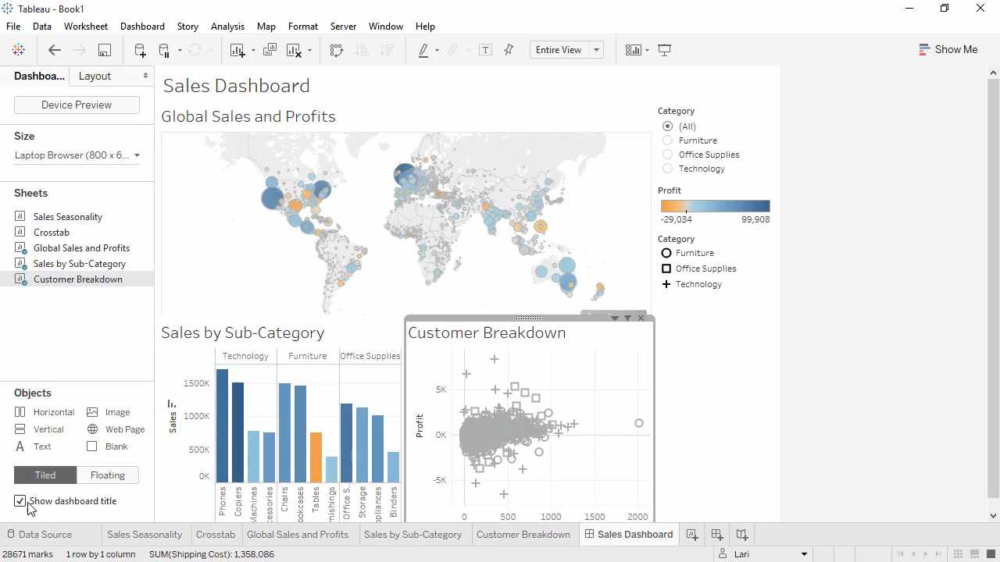 Tableau - Book1
File Data Worksheet Dashboard Story Analysis Map Format Server Window Help
Entire View
Show Me
Dashboa... Layout
Device Preview
Size
Laptop Browser (800 x 6...
Sheets
Sales Seasonality
Crosstab
Global Sales and Profits
Sales by Sub-Category
Customer Breakdown
Objects
Horizontal Image
Vertical Web Page
A Text Blank
Tiled Floating
Show dashboard title
Sales Dashboard
Global Sales and Profits
Category
(All)
Furniture
Office Supplies
Technology
Profit
-29,034 99,908
Category
Furniture
Office Supplies
Technology
Sales by Sub-Category
Technology Furniture Office Supplies
Sales
1500K
1000K
500K
0K
Phones
Copiers
Machines
cessories
Chairs
ookcases
Tables
rnishings
Office S..
Storage
ppliances
Binders
Customer Breakdown
Profit
5K
0K
-5K
0 500 1000 1500 2000
Data Source Sales Seasonality Crosstab Global Sales and Profits Sales by Sub-Category Customer Breakdown Sales Dashboard
28671 marks 1 row by 1 column SUM(Shipping Cost): 1,358,086 Lari